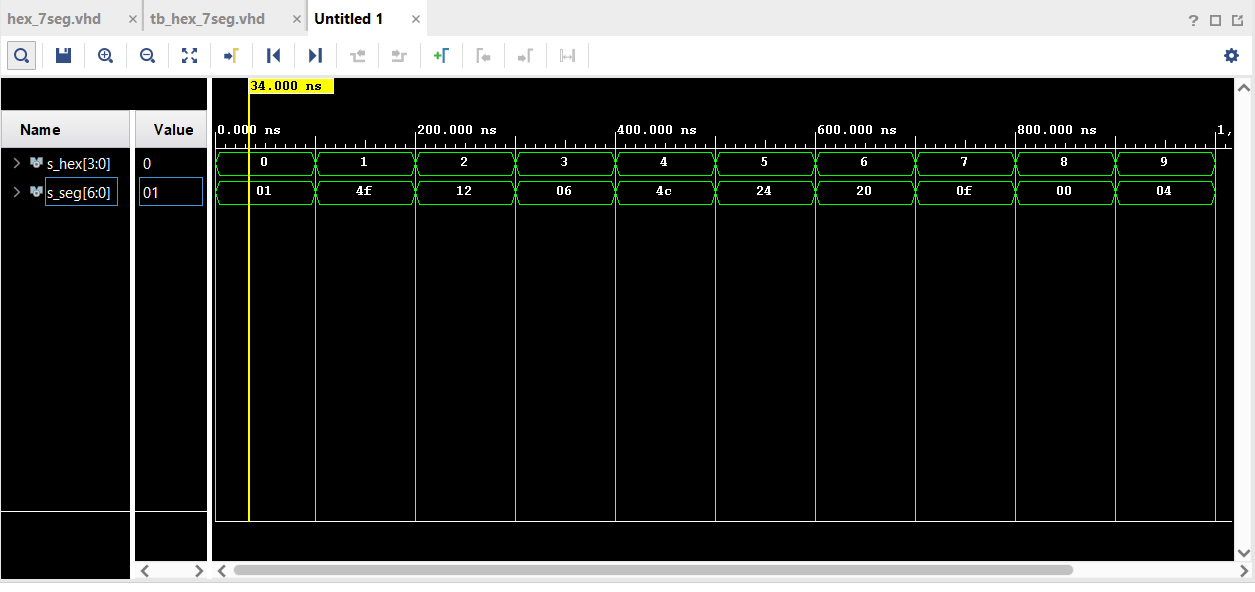 hex_7seg.vhd × tb_hex_7seg.vhd × Untitled 1 ×
?
34.000 ns
Name Value 0.000 ns 200.000 ns 400.000 ns 600.000 ns 800.000 ns 1,
s_hex[3:0] 0 0 1 2 3 4 5 6 7 8 9
s_seg[6:0] 01 01 4f 12 06 4c 24 20 0f 00 04